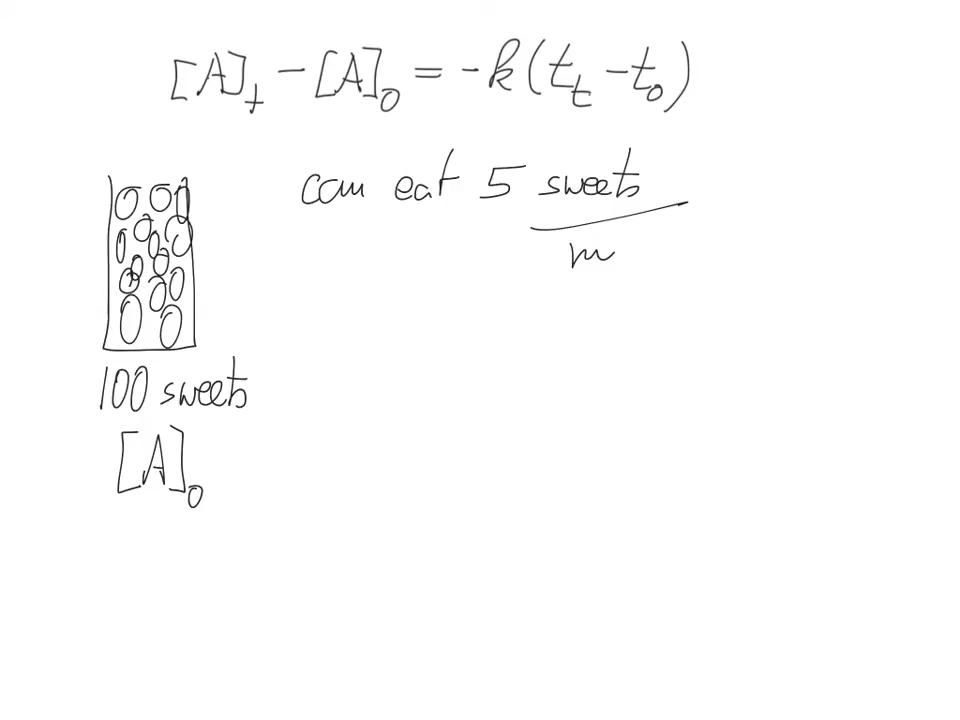 [A]t - [A]0 = -k(tt - t0)
can eat 5 sweets
m
100 sweets
[A]0